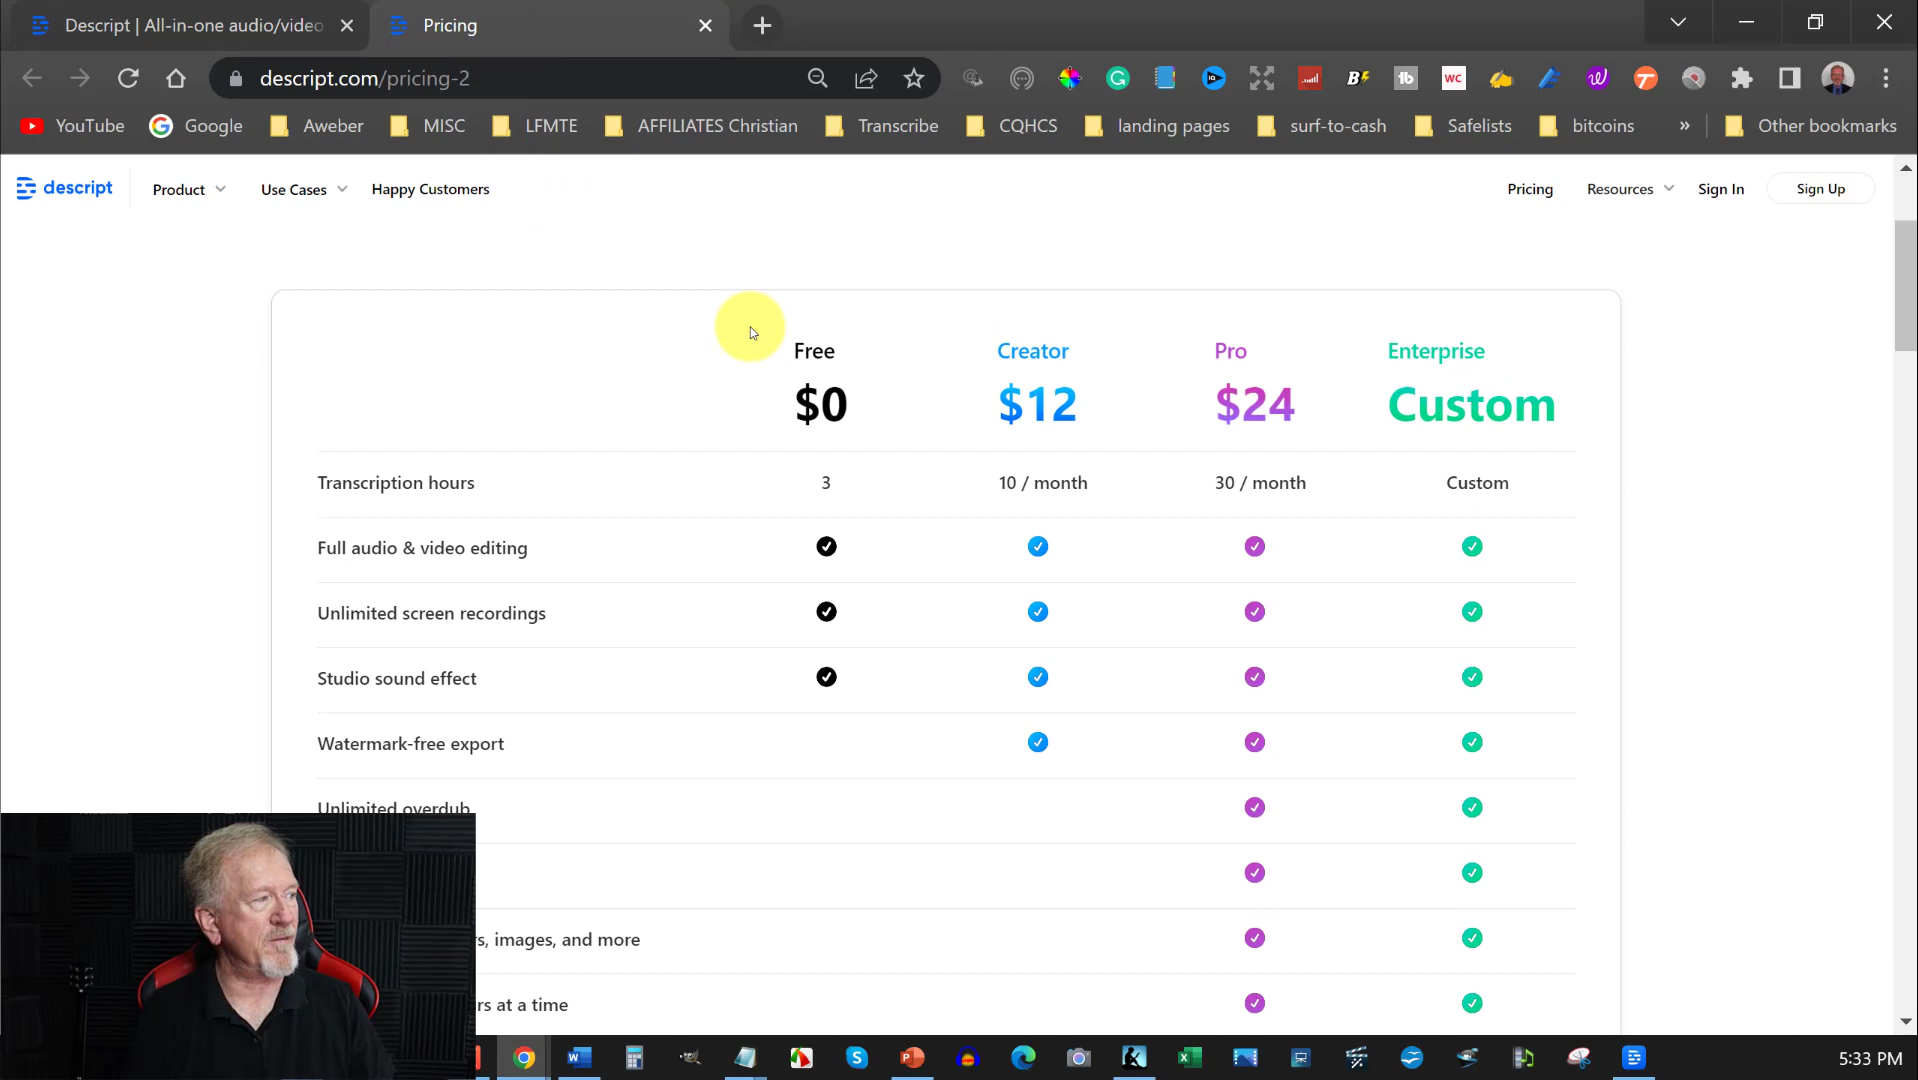 Descript | All-in-one audio/video
Pricing
descript.com/pricing-2
YouTube
Google
Aweber
MISC
LFMTE
AFFILIATES Christian
Transcribe
CQHCS
landing pages
surf-to-cash
Safelists
bitcoins
»
Other bookmarks
descript
Product
Use Cases
Happy Customers
Pricing
Resources
Sign In
Sign Up
Free
Creator
Pro
Enterprise
$0
$12
$24
Custom
Transcription hours
3
10 / month
30 / month
Custom
Full audio & video editing
Unlimited screen recordings
Studio sound effect
Watermark-free export
Unlimited overdub
s, images, and more
rs at a time
5:33 PM